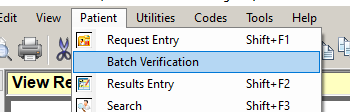 Edit View Patient Utilities Codes Tools Help
Request Entry Shift+F1
Batch Verification
View Re
Results Entry Shift+F2
Search Shift+F3